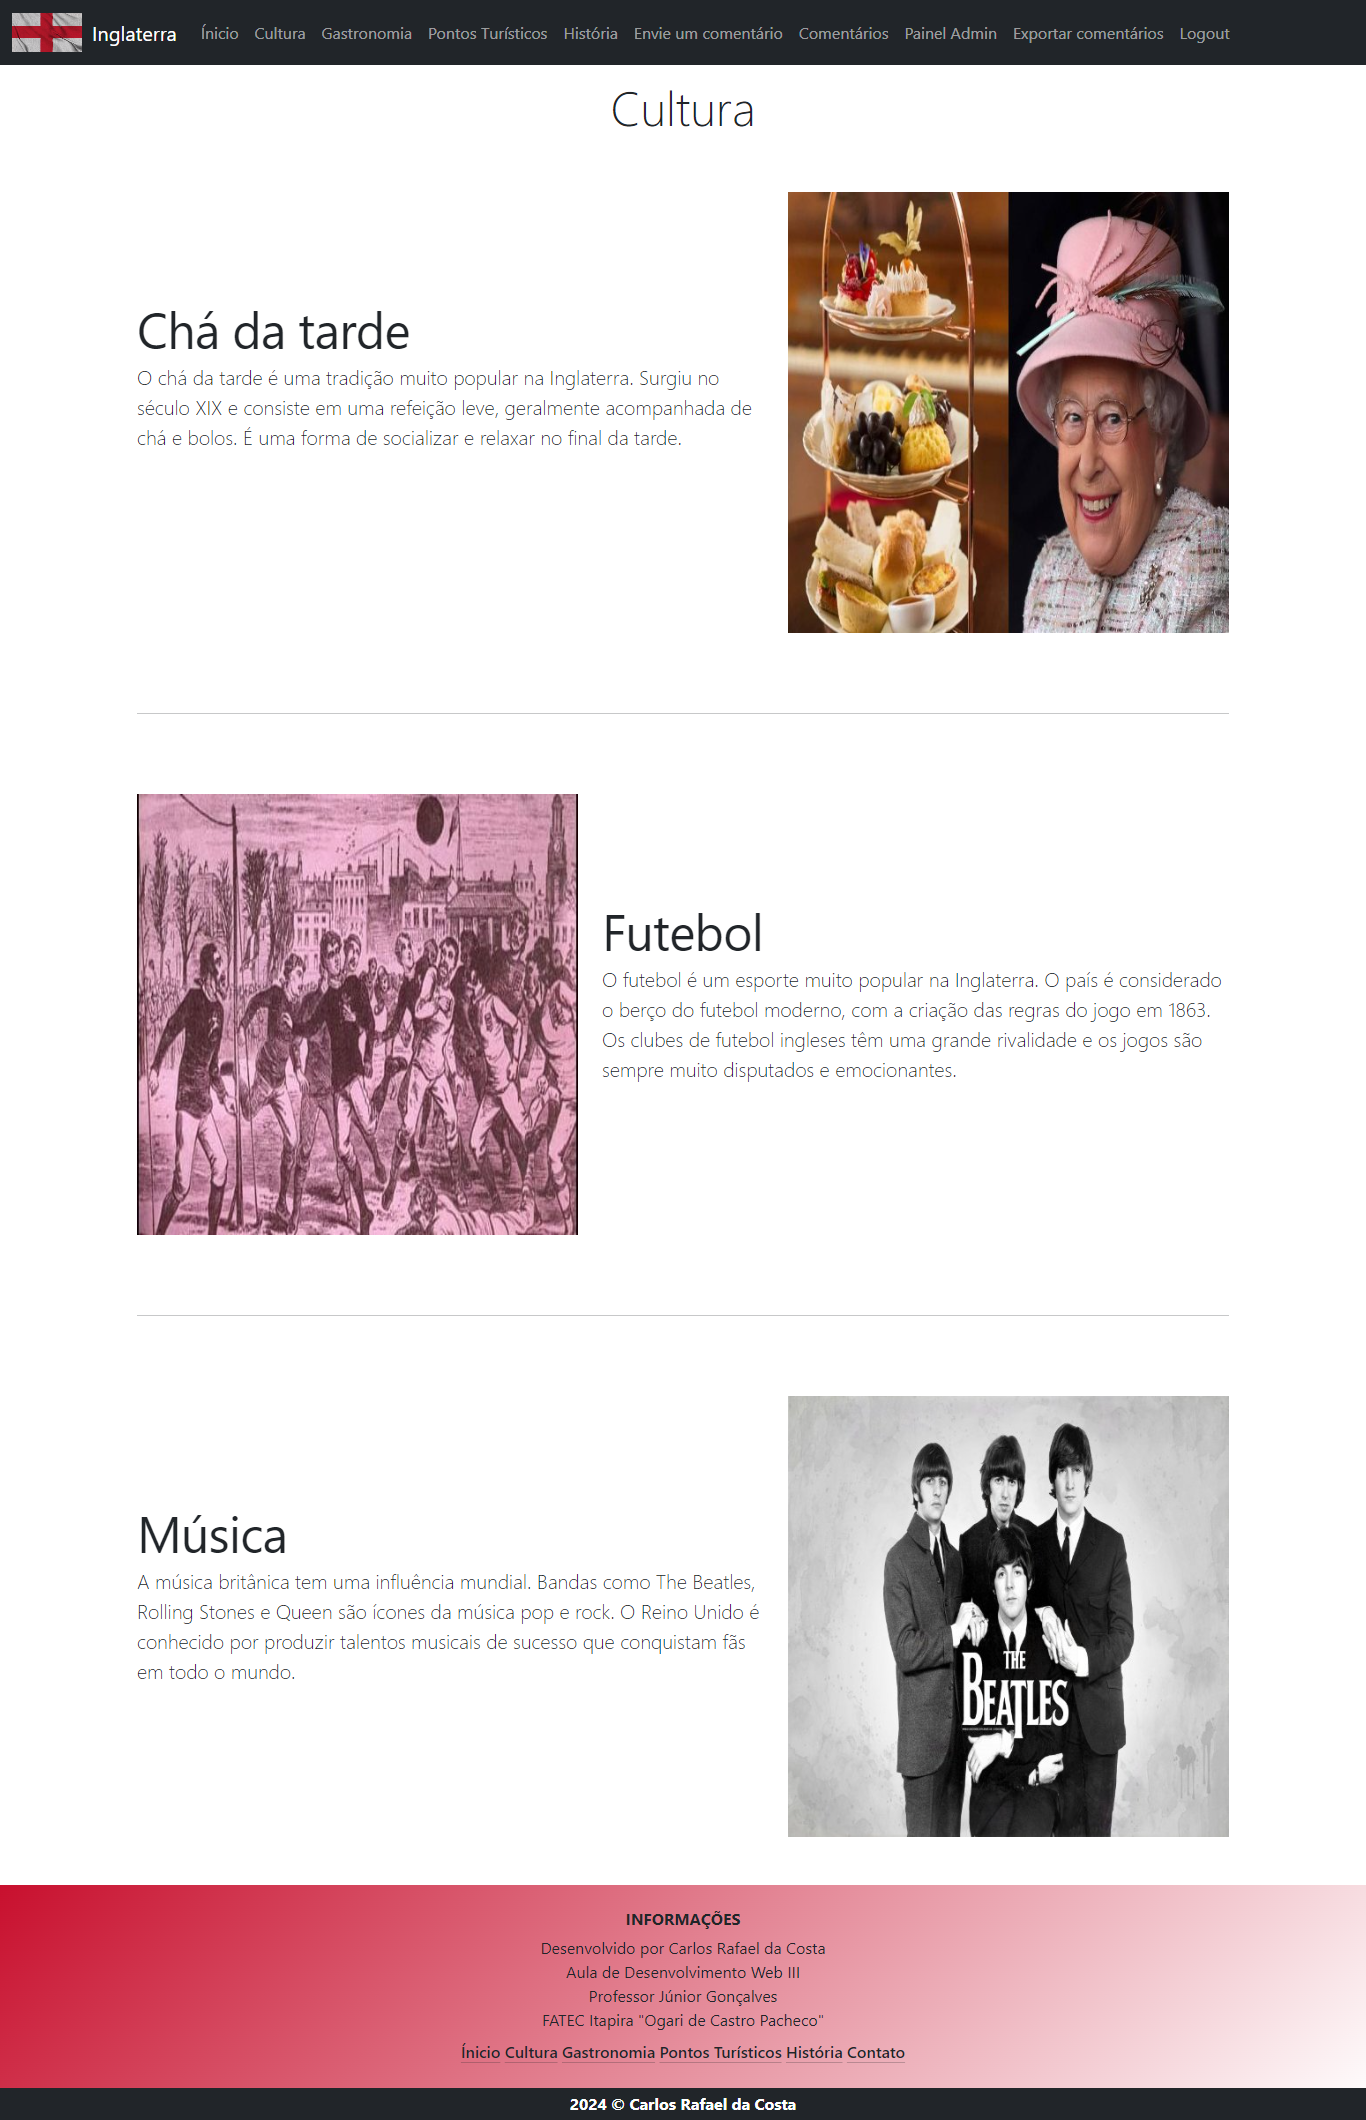 Inglaterra Ínicio Cultura Gastronomia Pontos Turísticos História Envie um comentário Comentários Painel Admin Exportar comentários Logout
Cultura
Chá da tarde
O chá da tarde é uma tradição muito popular na Inglaterra. Surgiu no
século XIX e consiste em uma refeição leve, geralmente acompanhada de
chá e bolos. É uma forma de socializar e relaxar no final da tarde.
Futebol
O futebol é um esporte muito popular na Inglaterra. O país é considerado
o berço do futebol moderno, com a criação das regras do jogo em 1863.
Os clubes de futebol ingleses têm uma grande rivalidade e os jogos são
sempre muito disputados e emocionantes.
Música
A música britânica tem uma influência mundial. Bandas como The Beatles,
Rolling Stones e Queen são ícones da música pop e rock. O Reino Unido é
conhecido por produzir talentos musicais de sucesso que conquistam fãs
em todo o mundo.
THE
BEATLES
INFORMAÇÕES
Desenvolvido por Carlos Rafael da Costa
Aula de Desenvolvimento Web III
Professor Júnior Gonçalves
FATEC Itapira "Ogari de Castro Pacheco"
Ínicio Cultura Gastronomia Pontos Turísticos História Contato
2024 © Carlos Rafael da Costa